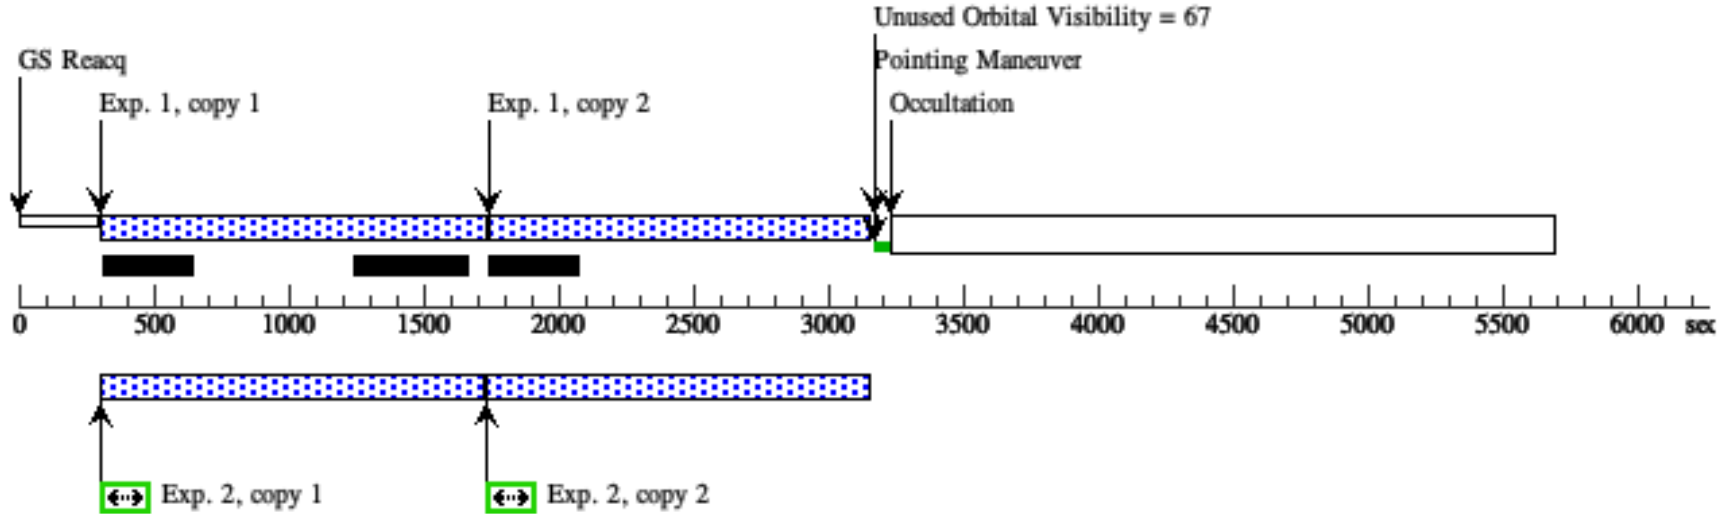 Unused Orbital Visibility = 67
GS Reacq
Pointing Maneuver
Exp. 1, copy 1
Exp. 1, copy 2
Occultation
0 500 1000 1500 2000 2500 3000 3500 4000 4500 5000 5500 6000 sec
Exp. 2, copy 1
Exp. 2, copy 2